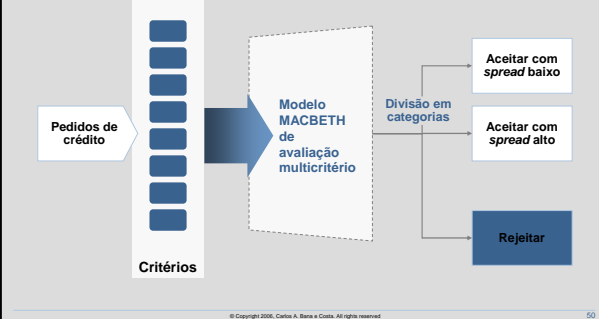 Pedidos de
crédito
Critérios
Modelo
MACBETH
de
avaliação
multicritério
Divisão em
categorias
Aceitar com
spread baixo
Aceitar com
spread alto
Rejeitar
© Copyright 2006, Carlos A. Bana e Costa. All rights reserved
50